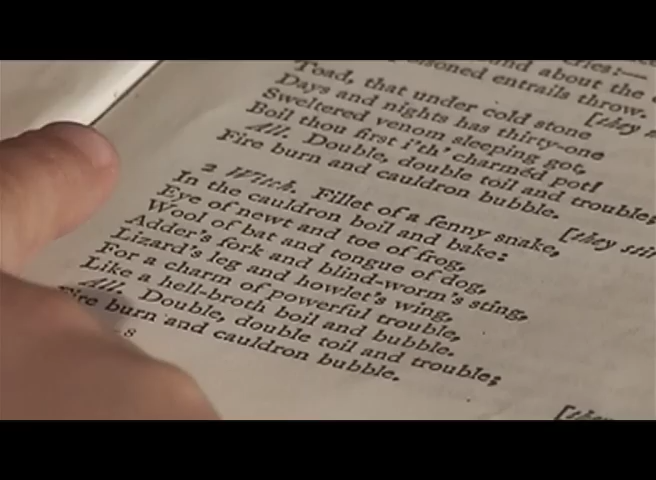 about the
poisoned entrails throw.
Toad, that under cold stone
Days and nights has thirty-one
Sweltered venom sleeping got,
Boil thou first i'th' charméd pot!
All. Double, double toil and trouble;
Fire burn and cauldron bubble.
2 Witch. Fillet of a fenny snake,
In the cauldron boil and bake:
Eye of newt and toe of frog,
Wool of bat and tongue of dog,
Adder's fork and blind-worm's sting,
Lizard's leg and howlet's wing,
For a charm of powerful trouble,
Like a hell-broth boil and bubble.
All. Double, double toil and trouble;
Fire burn and cauldron bubble.